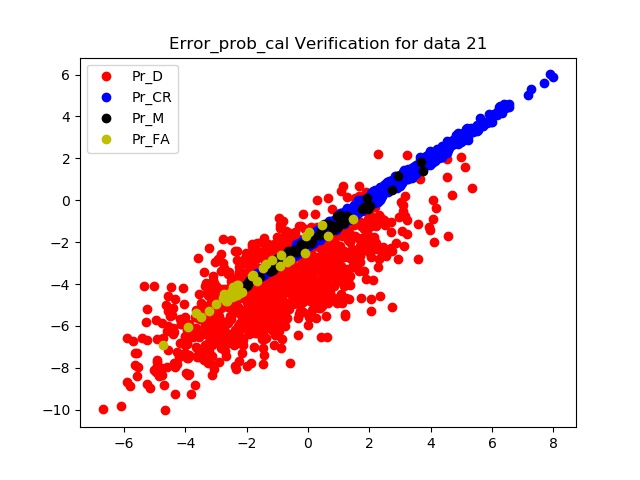 Error_prob_cal Verification for data 21
Pr_D
Pr_CR
Pr_M
Pr_FA
6
4
2
0
−2
−4
−6
−8
−10
−6 −4 −2 0 2 4 6 8